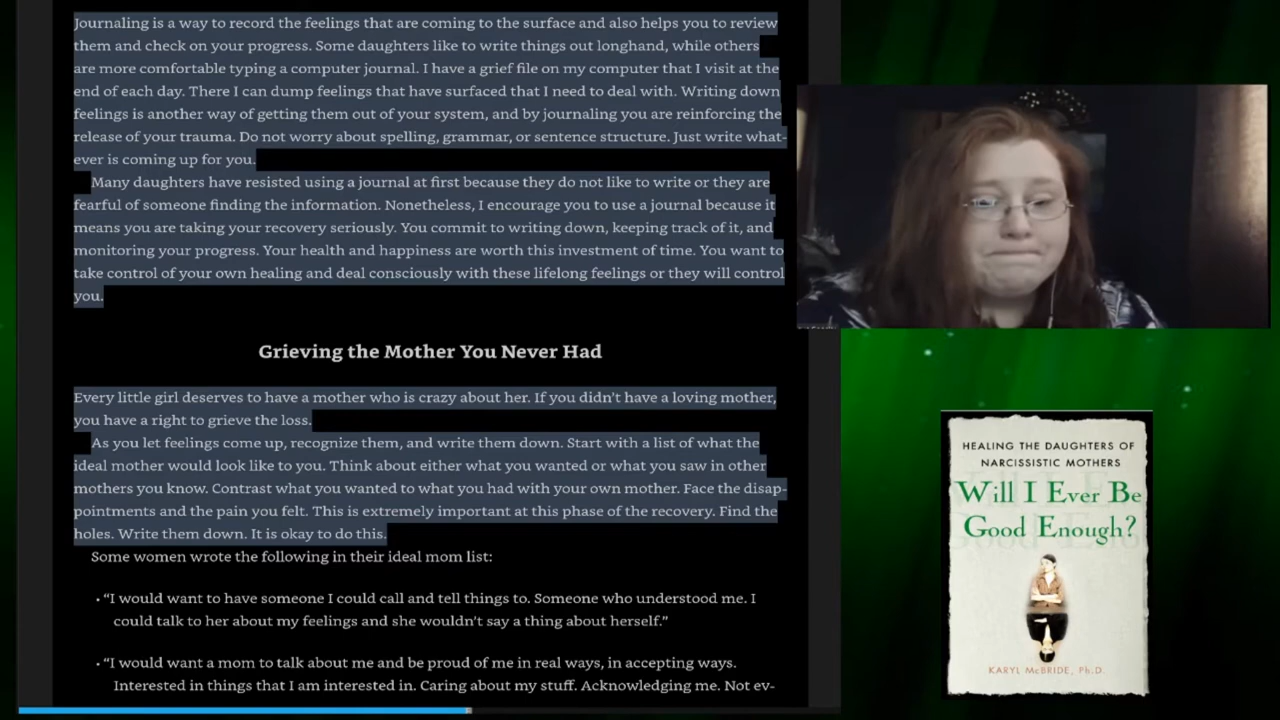 Journaling is a way to record the feelings that are coming to the surface and also helps you to review
them and check on your progress. Some daughters like to write things out longhand, while others
are more comfortable typing a computer journal. I have a grief file on my computer that I visit at the
end of each day. There I can dump feelings that have surfaced that I need to deal with. Writing down
feelings is another way of getting them out of your system, and by journaling you are reinforcing the
release of your trauma. Do not worry about spelling, grammar, or sentence structure. Just write what-
ever is coming up for you.
Many daughters have resisted using a journal at first because they do not like to write or they are
fearful of someone finding the information. Nonetheless, I encourage you to use a journal because it
means you are taking your recovery seriously. You commit to writing down, keeping track of it, and
monitoring your progress. Your health and happiness are worth this investment of time. You want to
take control of your own healing and deal consciously with these lifelong feelings or they will control
you.
Grieving the Mother You Never Had
Every little girl deserves to have a mother who is crazy about her. If you didn't have a loving mother,
you have a right to grieve the loss.
As you let feelings come up, recognize them, and write them down. Start with a list of what the
ideal mother would look like to you. Think about either what you wanted or what you saw in other
mothers you know. Contrast what you wanted to what you had with your own mother. Face the disap-
pointments and the pain you felt. This is extremely important at this phase of the recovery. Find the
holes. Write them down. It is okay to do this.
Some women wrote the following in their ideal mom list:
• “I would want to have someone I could call and tell things to. Someone who understood me. I
could talk to her about my feelings and she wouldn't say a thing about herself.”
• “I would want a mom to talk about me and be proud of me in real ways, in accepting ways.
Interested in things that I am interested in. Caring about my stuff. Acknowledging me. Not ev-
HEALING THE DAUGHTERS OF
NARCISSISTIC MOTHERS
Will I Ever Be
Good Enough?
KARYL McBRIDE, Ph.D.